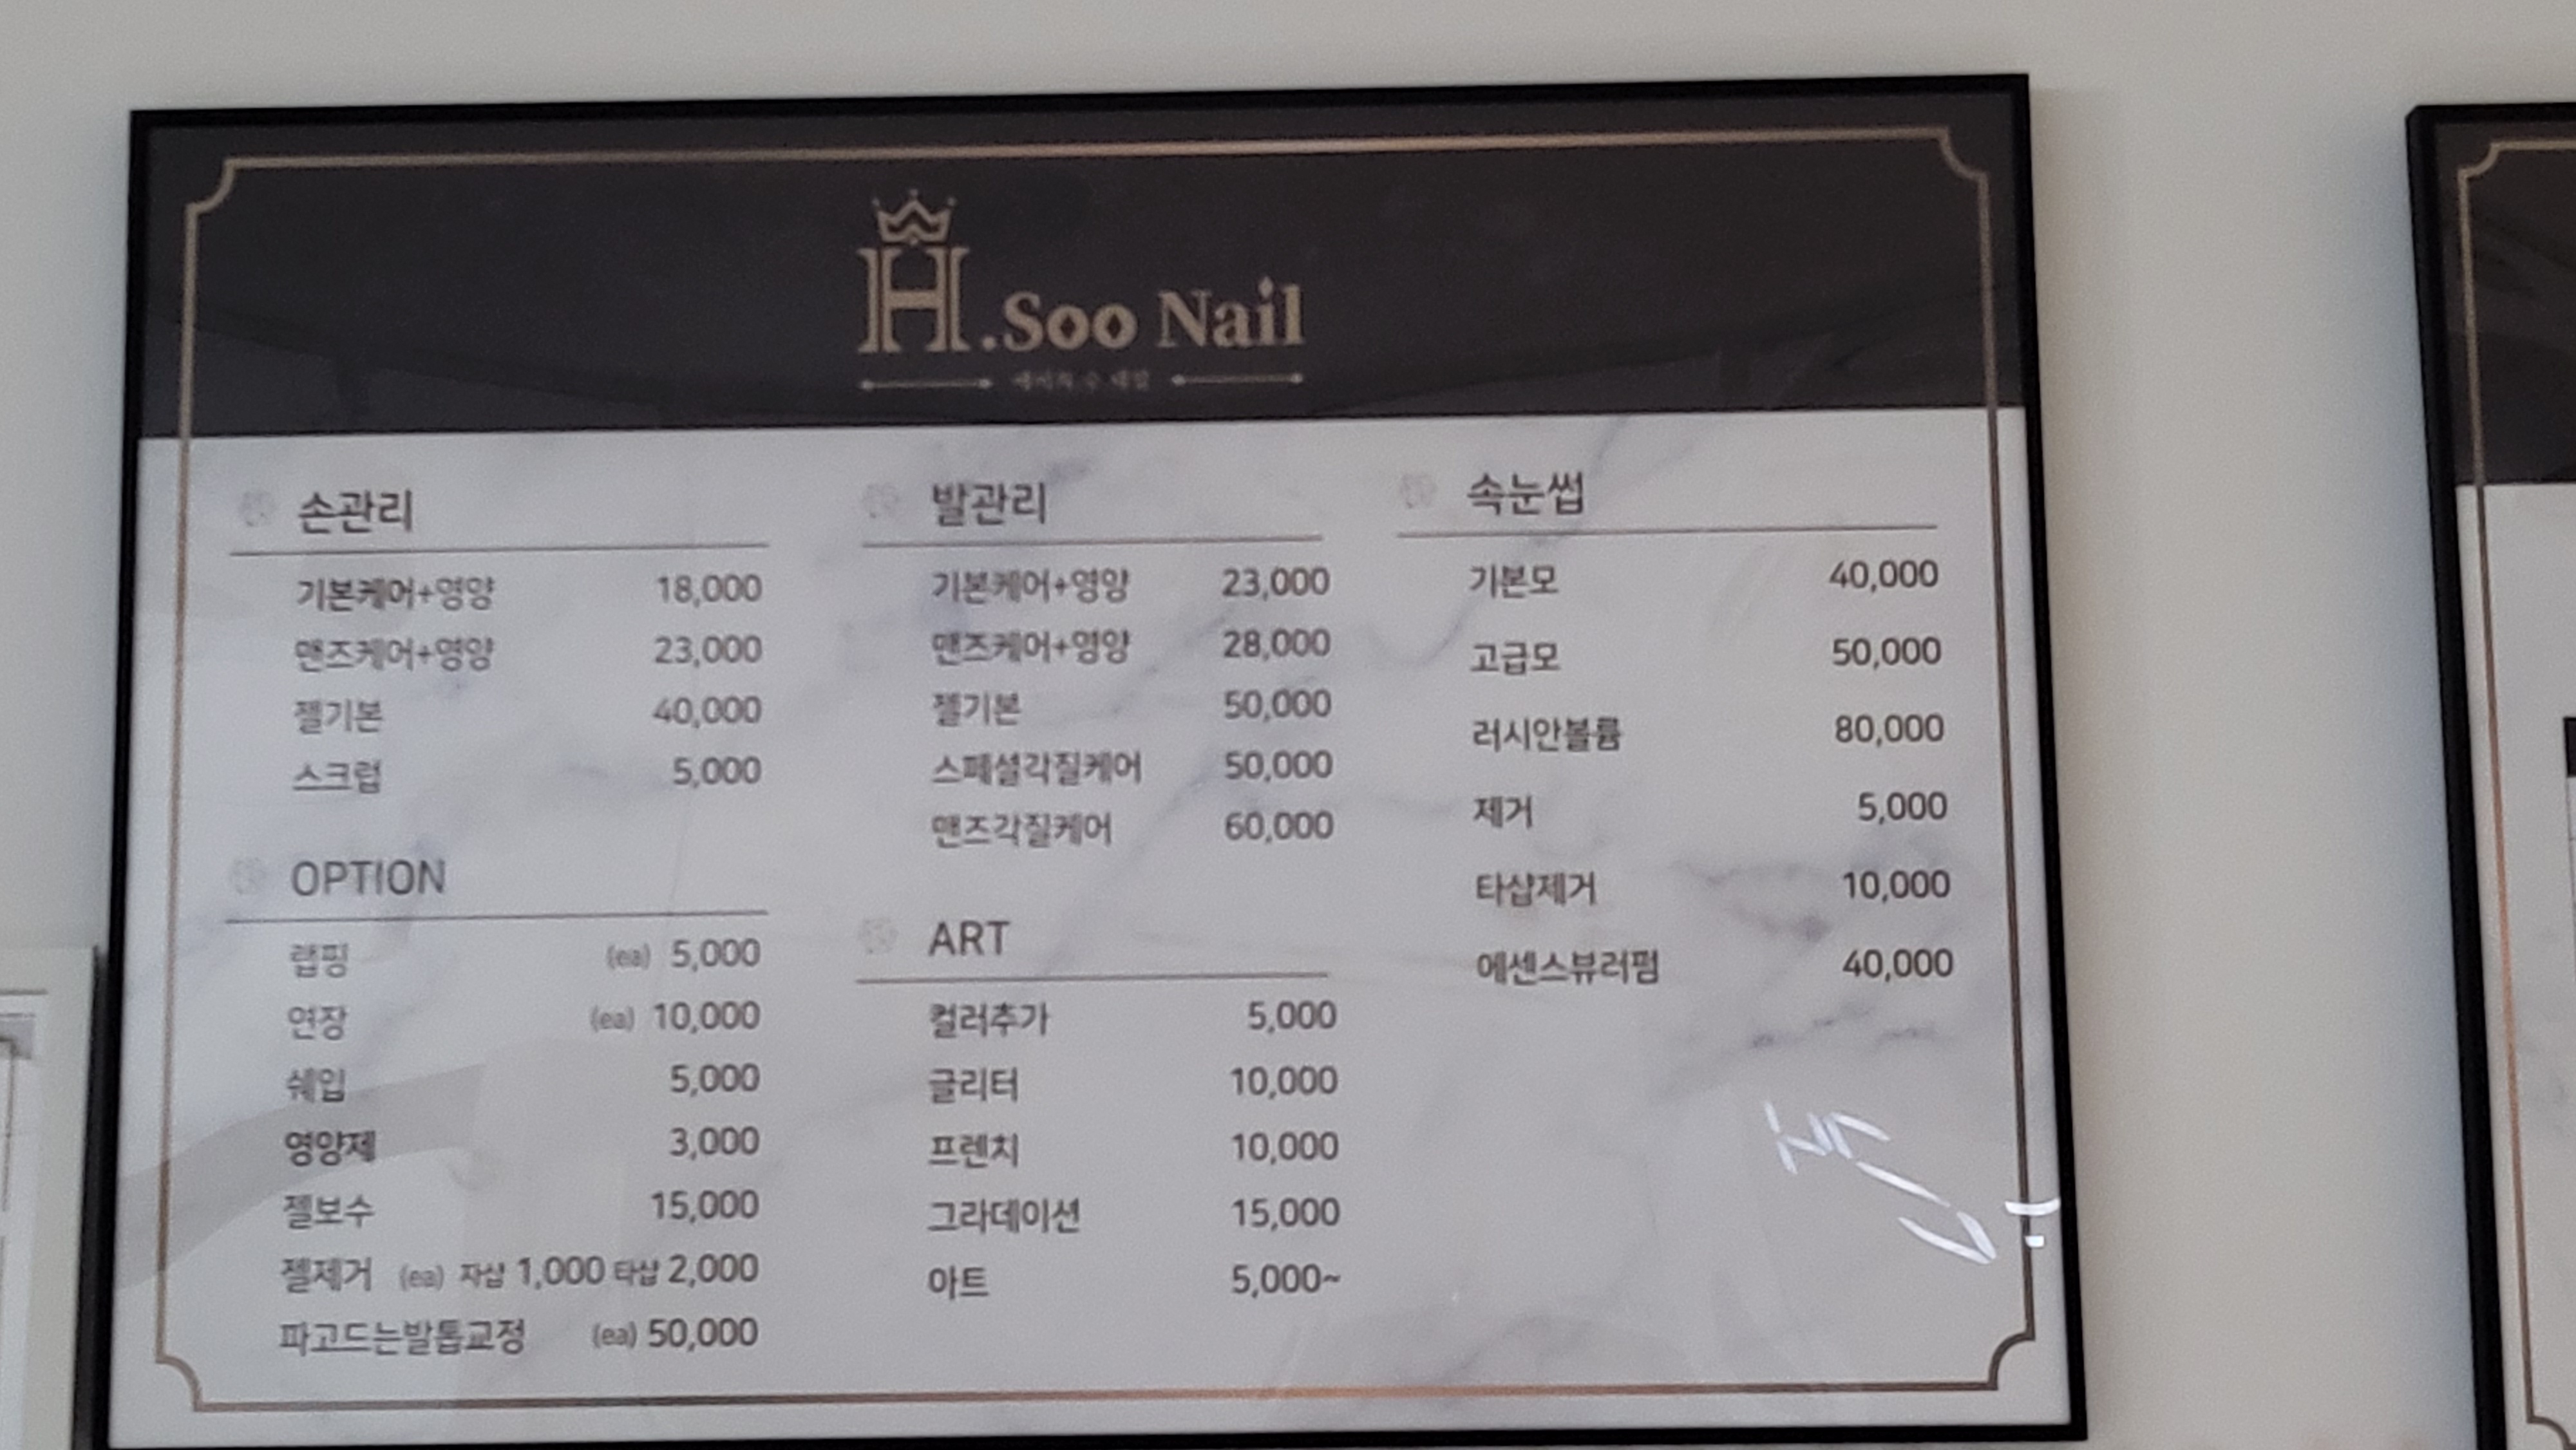 H.Soo Nail
손관리
기본케어+영양 18,000
맨즈케어+영양 23,000
젤기본 40,000
스크럽 5,000
OPTION
랩핑 (ea) 5,000
연장 (ea) 10,000
쉐입 5,000
영양제 3,000
젤보수 15,000
젤제거 (ea) 자샵 1,000 타샵 2,000
파고드는발톱교정 (ea) 50,000
발관리
기본케어+영양 23,000
맨즈케어+영양 28,000
젤기본 50,000
스페셜각질케어 50,000
맨즈각질케어 60,000
ART
컬러추가 5,000
글리터 10,000
프렌치 10,000
그라데이션 15,000
아트 5,000~
속눈썹
기본모 40,000
고급모 50,000
러시안볼륨 80,000
제거 5,000
타샵제거 10,000
에센스뷰러펌 40,000